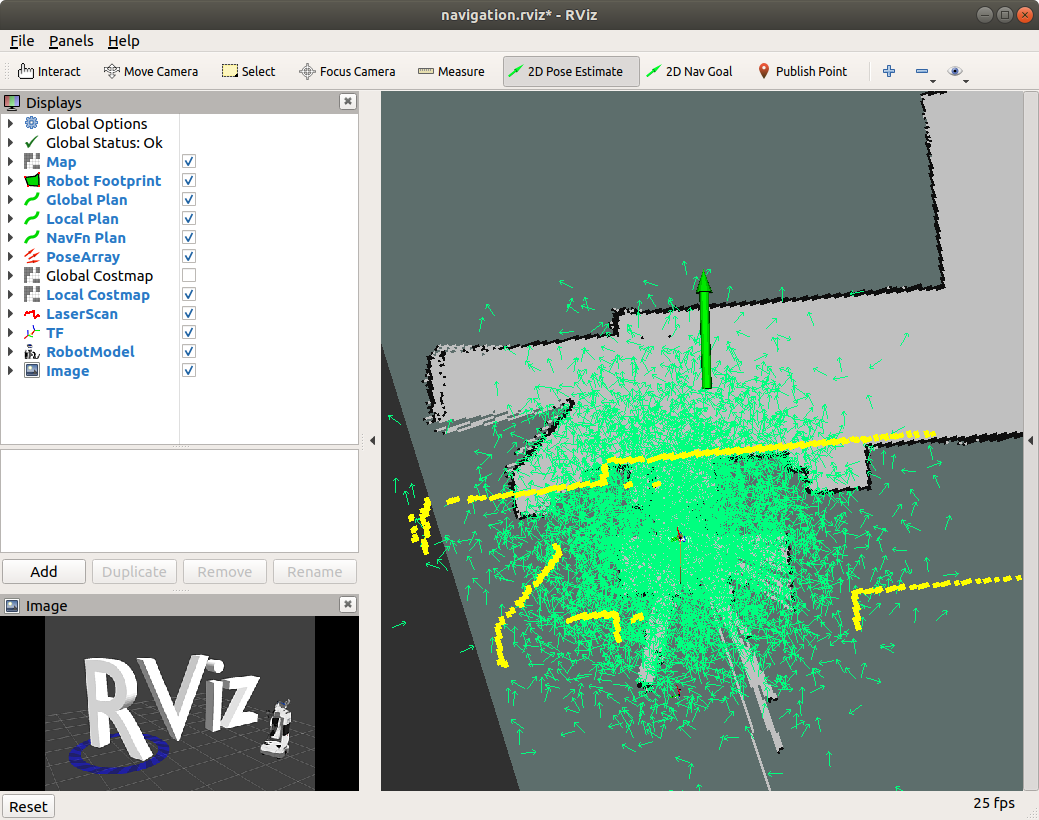 navigation.rviz* - RViz
File Panels Help
Interact Move Camera Select Focus Camera Measure 2D Pose Estimate 2D Nav Goal Publish Point
Displays
Global Options
Global Status: Ok
Map
Robot Footprint
Global Plan
Local Plan
NavFn Plan
PoseArray
Global Costmap
Local Costmap
LaserScan
TF
RobotModel
Image
Add Duplicate Remove Rename
Image
RViz
Reset
25 fps